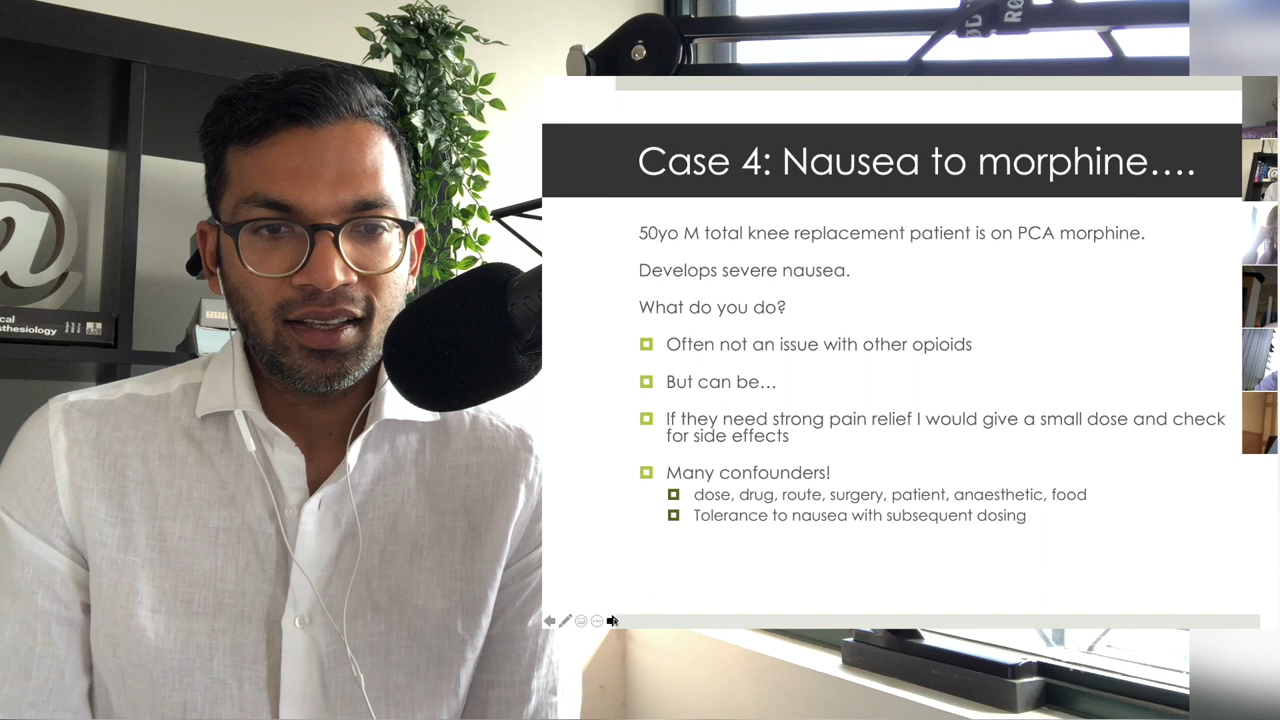 RØD
@
ical
sthesiology
Case 4: Nausea to morphine....
50yo M total knee replacement patient is on PCA morphine.
Develops severe nausea.
What do you do?
Often not an issue with other opioids
But can be...
If they need strong pain relief I would give a small dose and check
for side effects
Many confounders!
dose, drug, route, surgery, patient, anaesthetic, food
Tolerance to nausea with subsequent dosing